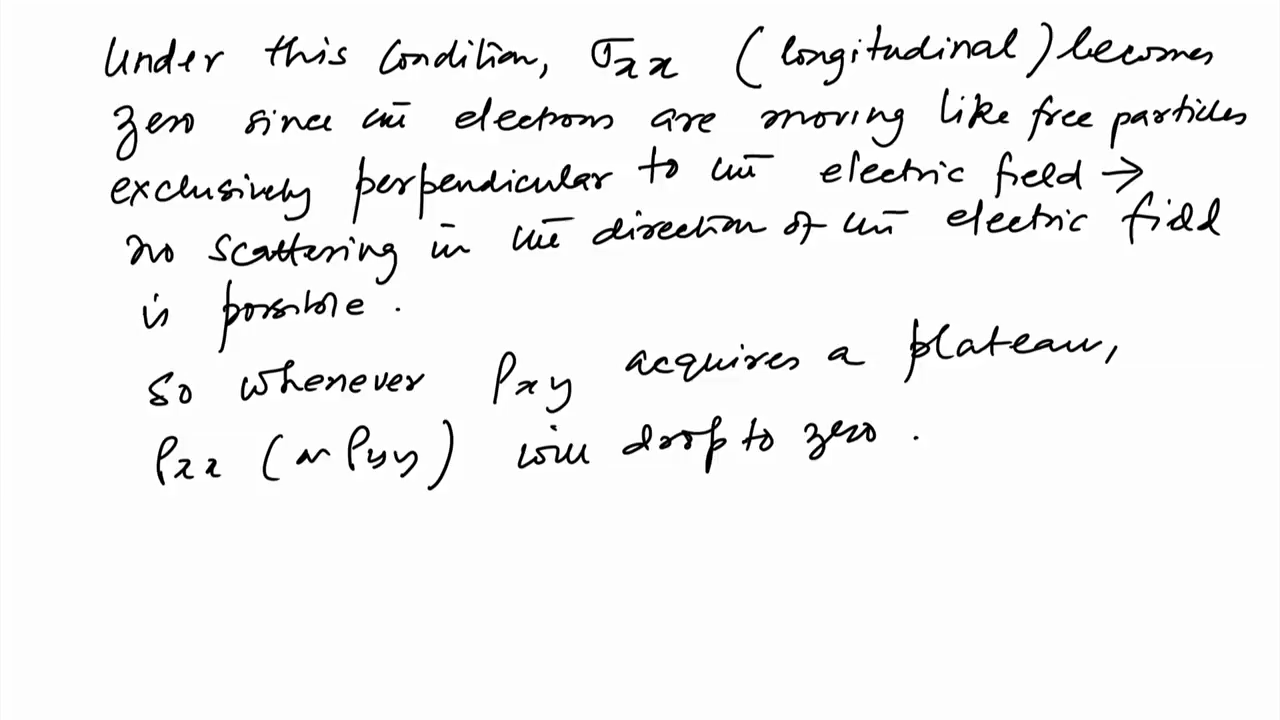 Under this condition, σxx (longitudinal) becomes
zero since the electrons are moving like free particles
exclusively perpendicular to the electric field →
no scattering in the direction of the electric field
is possible.
So whenever ρxy acquires a plateau,
ρxx (or ρyy) will drop to zero.